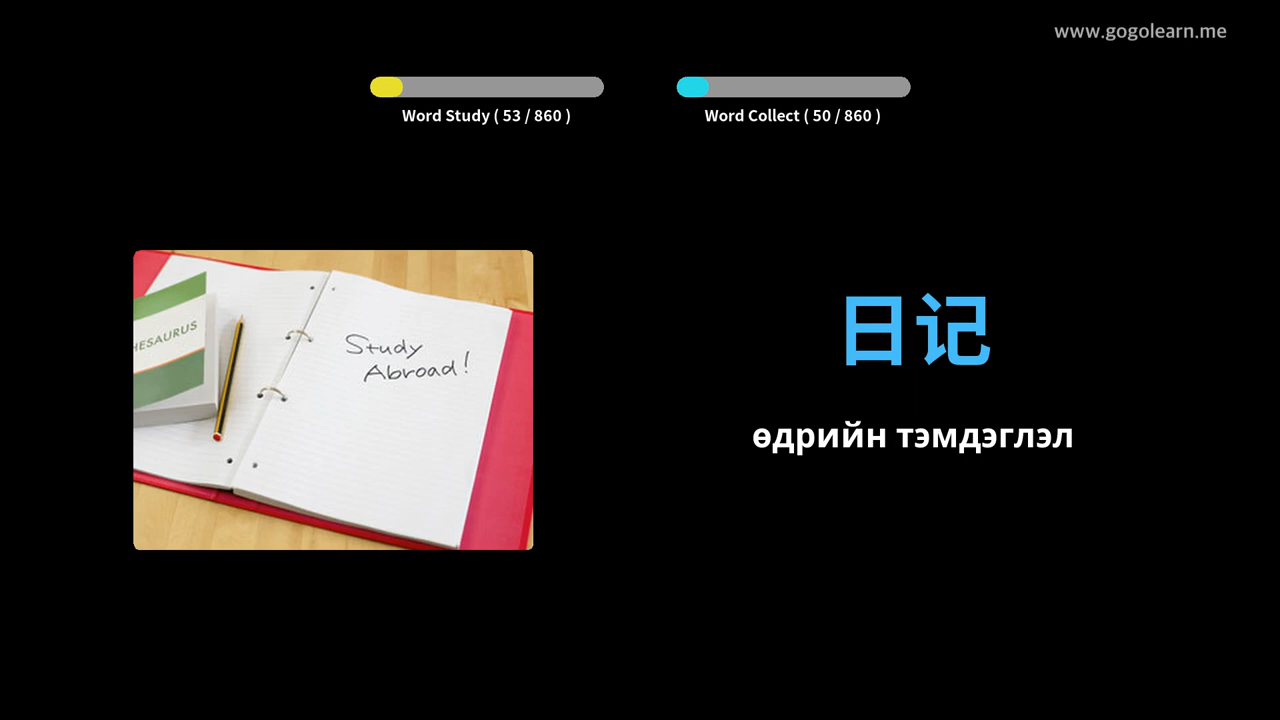 www.gogolearn.me
Word Study ( 53 / 860 )
Word Collect ( 50 / 860 )
HESAURUS
Study
Abroad!
日记
өдрийн тэмдэглэл